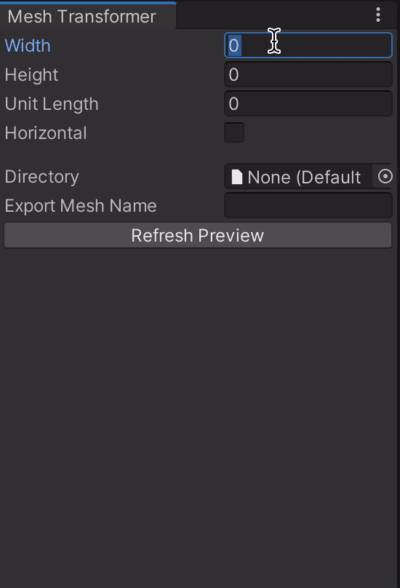 Mesh Transformer
Width 0
Height 0
Unit Length 0
Horizontal
Directory None (Default
Export Mesh Name
Refresh Preview